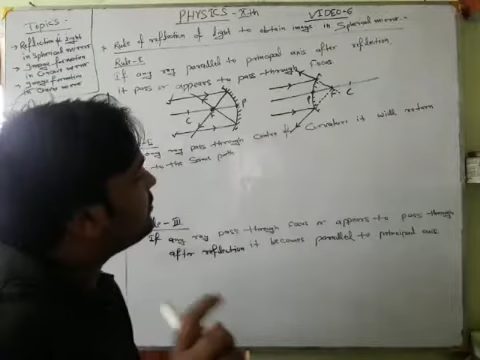 PHYSICS - Xth VIDEO-6
Topics:-
Reflection of light
in Spherical mirror
Image formation
in Concave mirror
Image formation
in Convex mirror
Rule of reflection of light to obtain image in Spherical mirror:-
Rule-I
If any ray parallel to principal axis after reflection
it pass or appears to pass through Focus
C
F
P
P
F
C
any ray pass through center of Curvature it will return
to the same path
III
If any ray pass through Focus or appears to pass through
after reflection it becomes parallel to principal axis